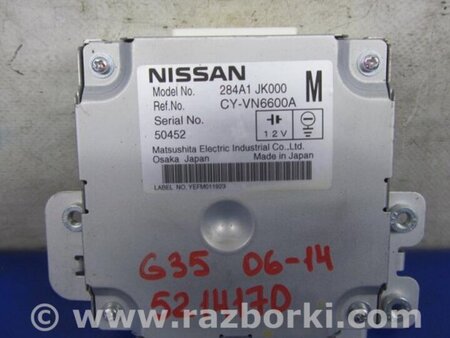 NISSAN
Model No. 284A1 JK000
M
Ref.No. CY-VN6600A
Serial No.
50452
12V
Matsushita Electric Industrial Co.,Ltd.
Osaka Japan Made in Japan
LABEL NO. YEFM011923
G35 06-14
5214170
www.razborki.com